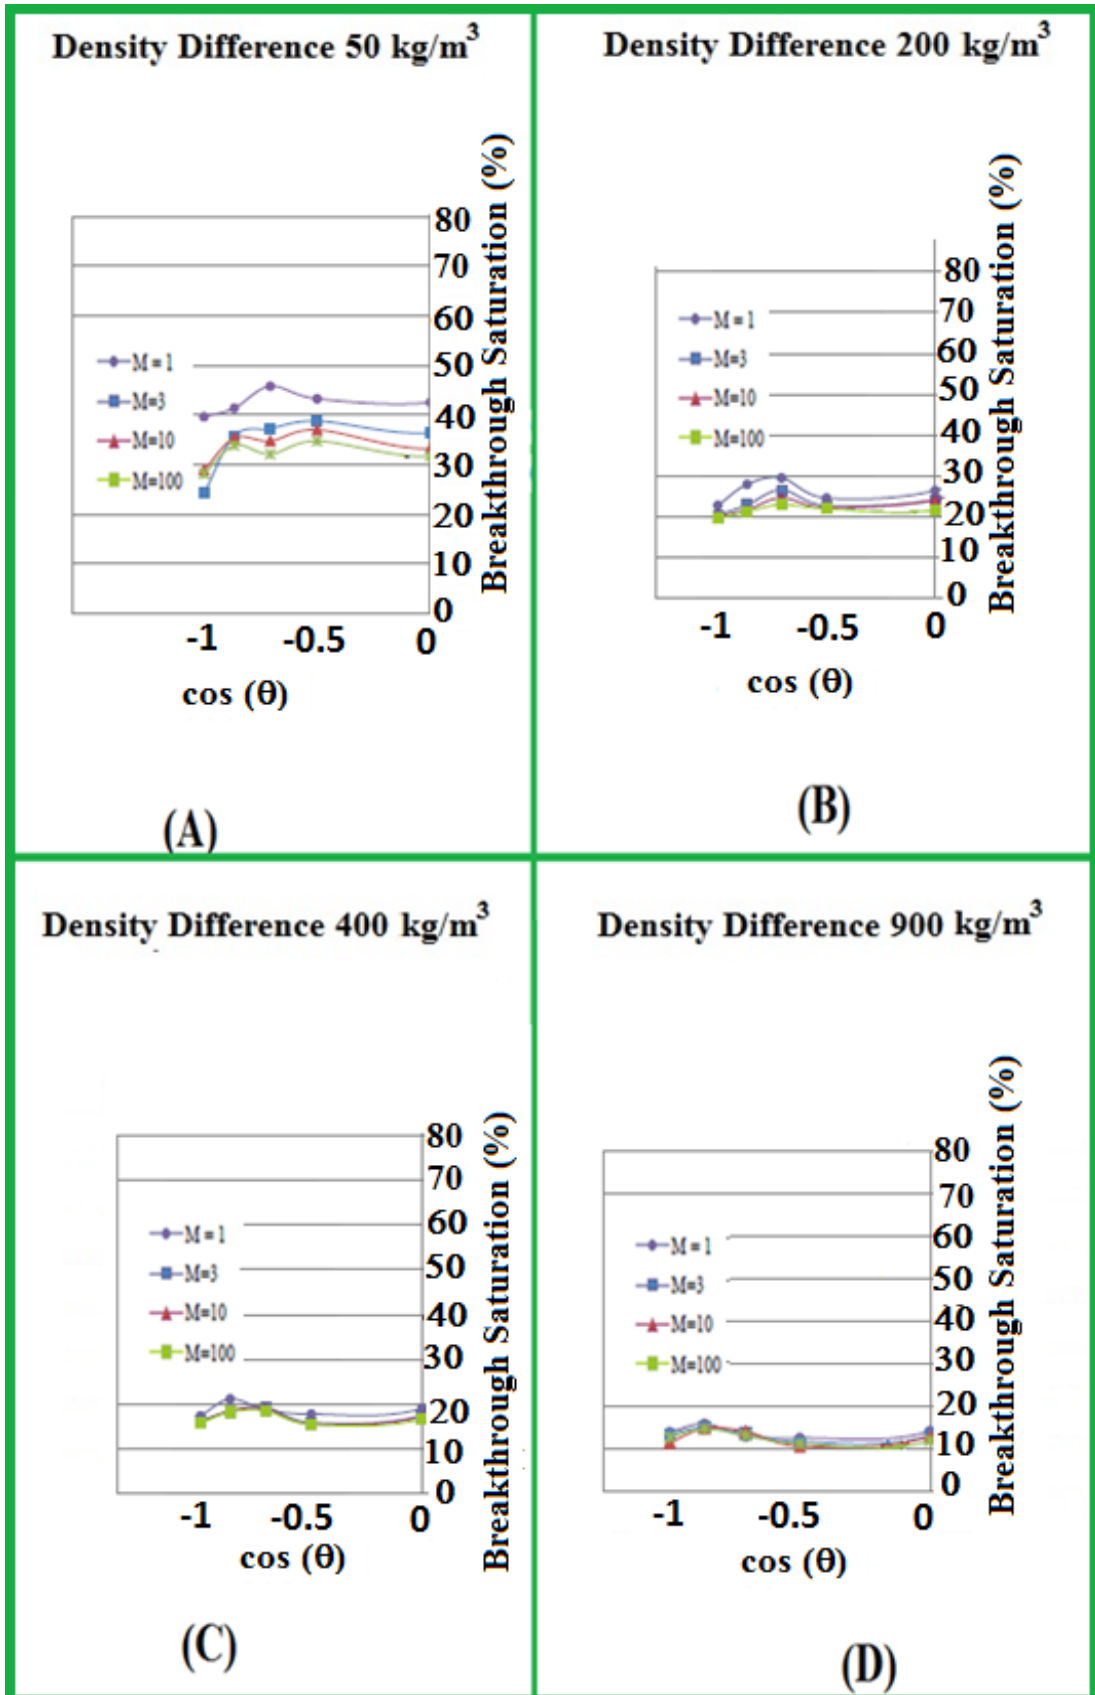 Density Difference 50 kg/m³
80
70
60
50
40
30
20
10
0
Breakthrough Saturation (%)
M = 1
M=3
M=10
M=100
-1
-0.5
0
cos (θ)
(A)
Density Difference 200 kg/m³
80
70
60
50
40
30
20
10
0
Breakthrough Saturation (%)
M = 1
M=3
M=10
M=100
-1
-0.5
0
cos (θ)
(B)
Density Difference 400 kg/m³
80
70
60
50
40
30
20
10
0
Breakthrough Saturation (%)
M = 1
M=3
M=10
M=100
-1
-0.5
0
cos (θ)
(C)
Density Difference 900 kg/m³
80
70
60
50
40
30
20
10
0
Breakthrough Saturation (%)
M = 1
M=3
M=10
M=100
-1
-0.5
0
cos (θ)
(D)